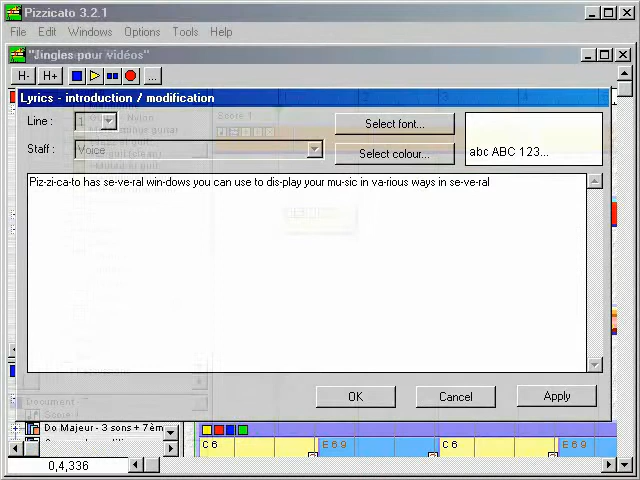 Pizzicato 3.2.1
File Edit Windows Options Tools Help
"Jingles pour vidéos"
H- H+ ...
Lyrics - introduction / modification
Line : 1 Select font...
Staff : Voice Select colour... abc ABC 123...
Piz-zi-ca-to has se-ve-ral win-dows you can use to dis-play your mu-sic in va-rious ways in se-ve-ral
OK Cancel Apply
Document
Score 1
Do Majeur - 3 sons + 7èm
C 6 E 6 9 C 6 E 6 9
0,4,336